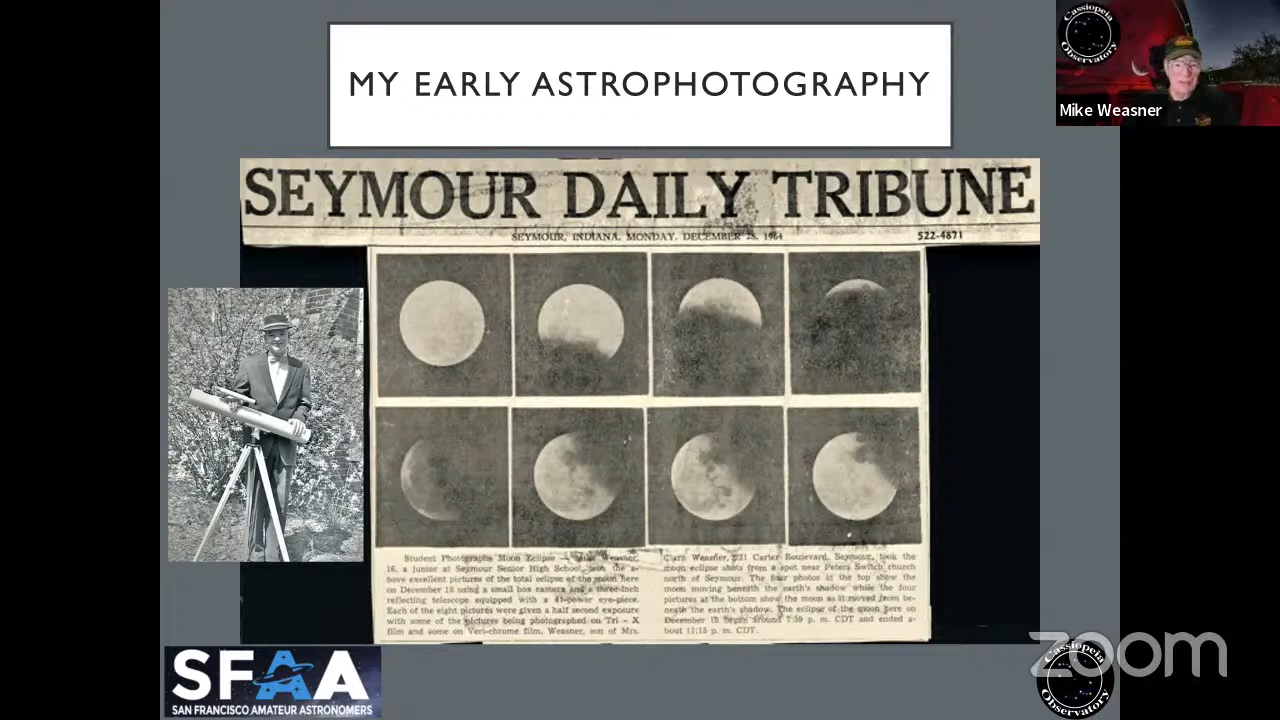 MY EARLY ASTROPHOTOGRAPHY
Cassiopeia
Observatory
Mike Weasner
SEYMOUR DAILY TRIBUNE
SEYMOUR, INDIANA, MONDAY, DECEMBER 28, 1964
522-4871
Student Photographs Moon Eclipse — Mike Weasner,
16, a junior at Seymour Senior High School, took the a-
bove excellent pictures of the total eclipse of the moon here
on December 18 using a small box camera and a three-inch
reflecting telescope equipped with a 41-power eye-piece.
Each of the eight pictures were given a half second exposure
with some of the pictures being photographed on Tri - X
film and some on Veri-chrome film. Weasner, son of Mrs.
Clara Weasner, 521 Carter Boulevard, Seymour, took the
moon eclipse shots from a spot near Peters Switch church
north of Seymour. The four photos at the top show the
moon moving beneath the earth's shadow while the four
pictures at the bottom show the moon as it moved from be-
neath the earth's shadow. The eclipse of the moon here on
December 18 began around 7:59 p. m. CDT and ended a-
bout 11:15 p. m. CDT.
SFAA
SAN FRANCISCO AMATEUR ASTRONOMERS
zoom
Cassiopeia
Observatory